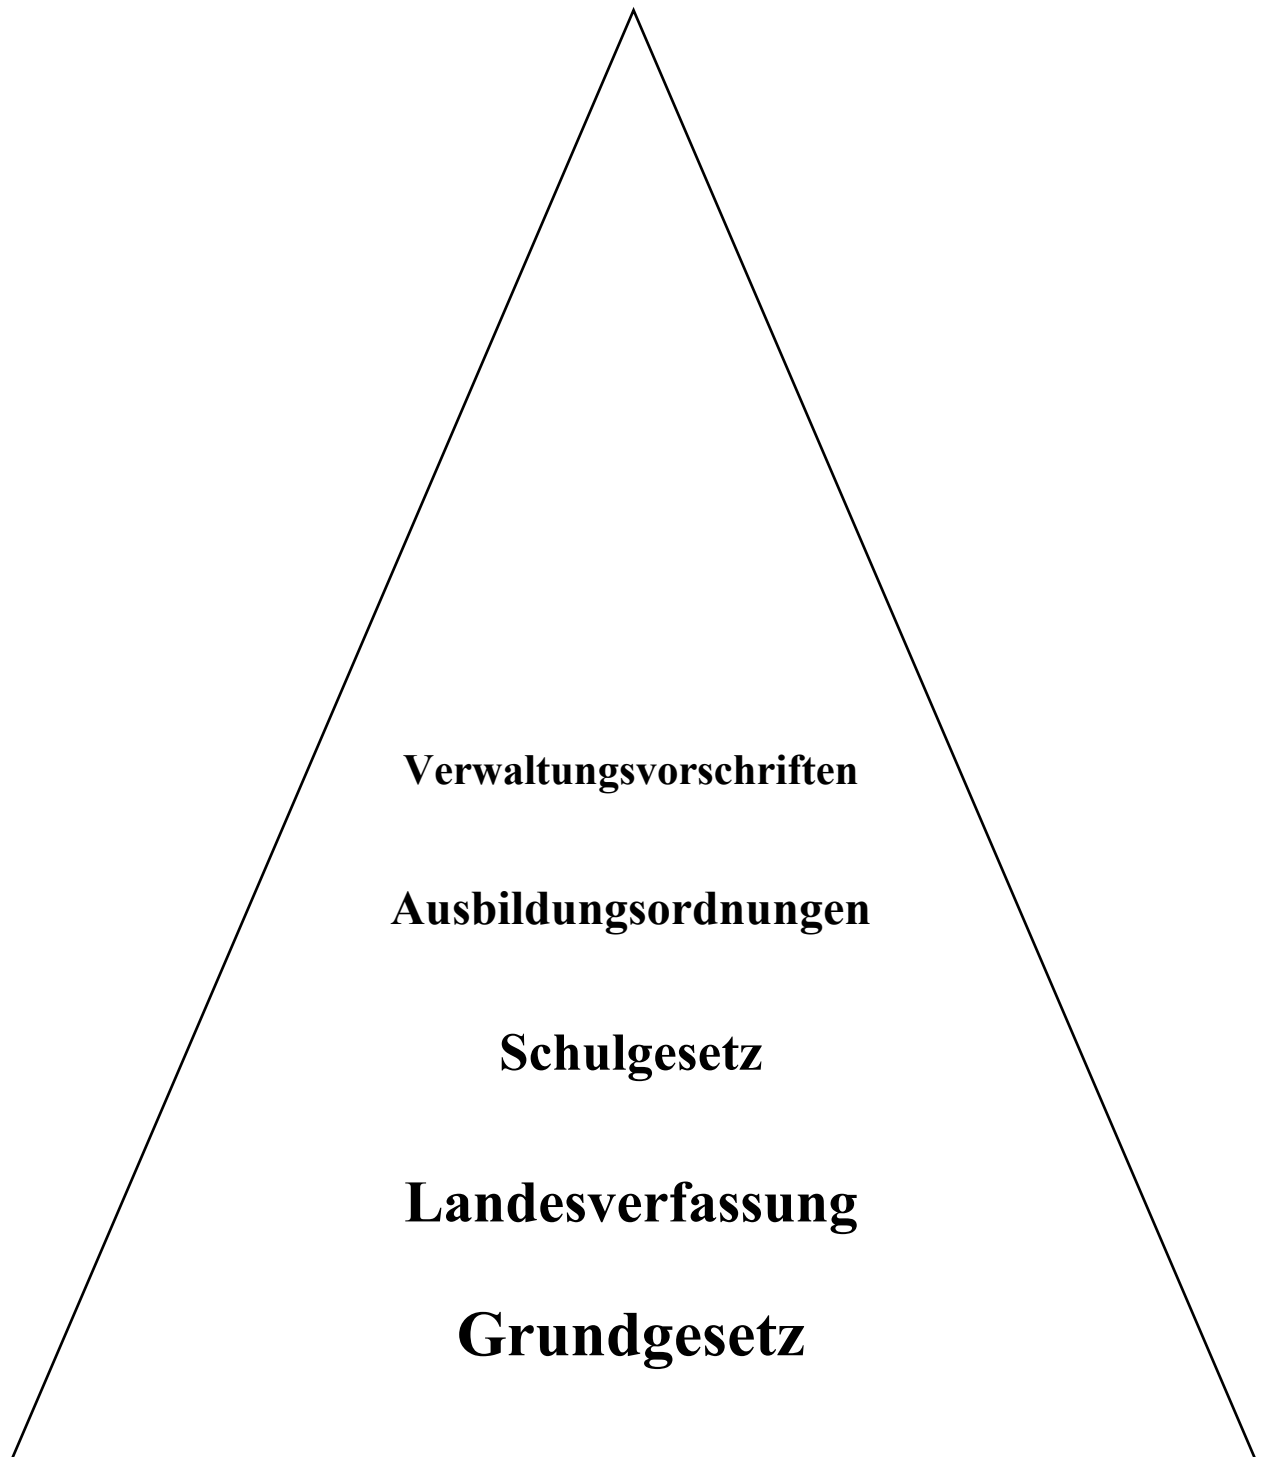 Verwaltungsvorschriften
Ausbildungsordnungen
Schulgesetz
Landesverfassung
Grundgesetz